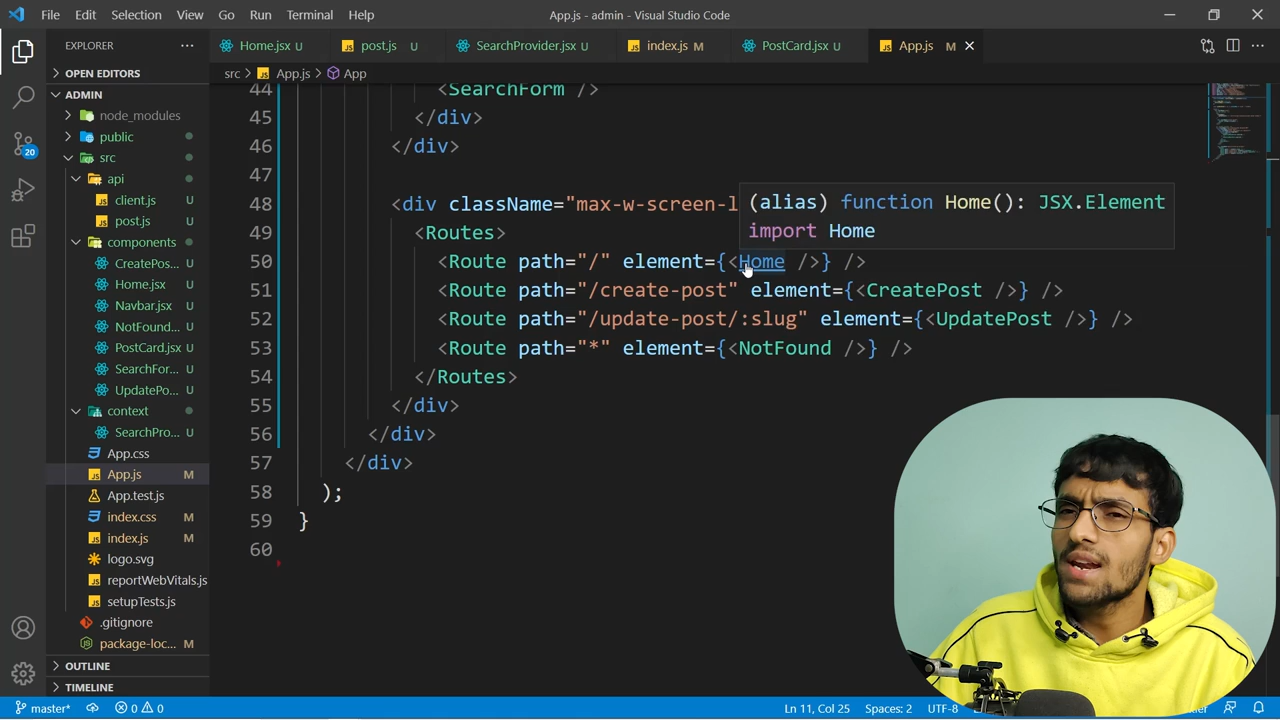 File Edit Selection View Go Run Terminal Help App.js - admin - Visual Studio Code
EXPLORER
Home.jsx U post.js U SearchProvider.jsx U index.js M PostCard.jsx U App.js M
src > App.js > App
OPEN EDITORS
ADMIN
node_modules
public
src
api
client.js U
post.js U
components
CreatePos... U
Home.jsx U
Navbar.jsx U
NotFound... U
PostCard.jsx U
SearchFor... U
UpdatePo... U
context
SearchPro... U
App.css
App.js M
App.test.js
index.css M
index.js M
logo.svg
reportWebVitals.js
setupTests.js
.gitignore
package-loc... M
OUTLINE
TIMELINE
20
44 <SearchForm />
45 </div>
46 </div>
47
48 <div className="max-w-screen-l
(alias) function Home(): JSX.Element
import Home
49 <Routes>
50 <Route path="/" element={<Home />} />
51 <Route path="/create-post" element={<CreatePost />} />
52 <Route path="/update-post/:slug" element={<UpdatePost />} />
53 <Route path="*" element={<NotFound />} />
54 </Routes>
55 </div>
56 </div>
57 </div>
58 );
59 }
60
master* 0 0 Ln 11, Col 25 Spaces: 2 UTF-8